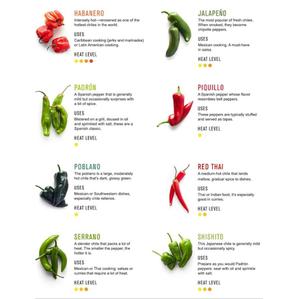 HABANERO
Intensely hot—renowned as one of the
hottest chiles in the world.
USES
Caribbean cooking (jerks and marinades)
or Latin American cooking.
HEAT LEVEL
JALAPEÑO
The most popular of fresh chiles.
When smoked, they become
chipotle peppers.
USES
Mexican cooking. A must-have
in salsa.
HEAT LEVEL
PADRÓN
A Spanish pepper that is generally
mild but occasionally surprises with
a lot of spice.
USES
Blistered on a grill, doused in oil
and sprinkled with salt, these are a
Spanish classic.
HEAT LEVEL
PIQUILLO
A Spanish pepper whose flavor
resembles bell peppers.
USES
These peppers are typically stuffed
and served as tapas.
HEAT LEVEL
POBLANO
The poblano is a large, moderately
hot chile that's dark, glossy green.
USES
Mexican or Southwestern dishes,
especially chile rellenos.
HEAT LEVEL
RED THAI
A medium-hot chile that lends
mellow, gradual spice to dishes.
USES
Thai or Indian food, it's especially
good in curries.
HEAT LEVEL
SERRANO
A slender chile that packs a lot of
heat. The smaller the pepper, the
hotter it is.
USES
Mexican or Thai cooking, salsas or
curries that require a lot of heat.
HEAT LEVEL
SHISHITO
This Japanese chile is generally mild
but occasionally spicy.
USES
Prepare as you would Padrón
peppers: sear with oil and sprinkle
with salt.
HEAT LEVEL